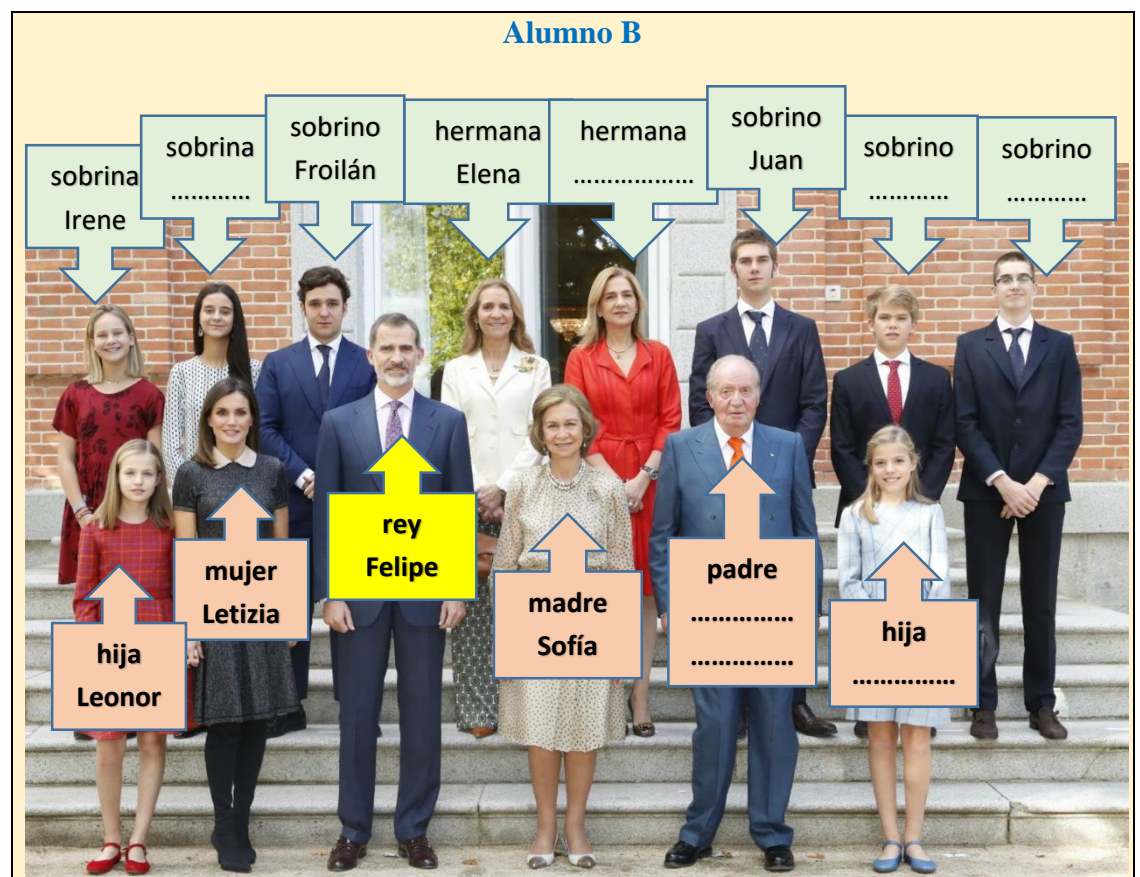 Alumno B
sobrina
Irene
sobrina
…………
sobrino
Froilán
hermana
Elena
hermana
………………
sobrino
Juan
sobrino
…………
sobrino
…………
hija
Leonor
mujer
Letizia
rey
Felipe
madre
Sofía
padre
……………
……………
hija
……………